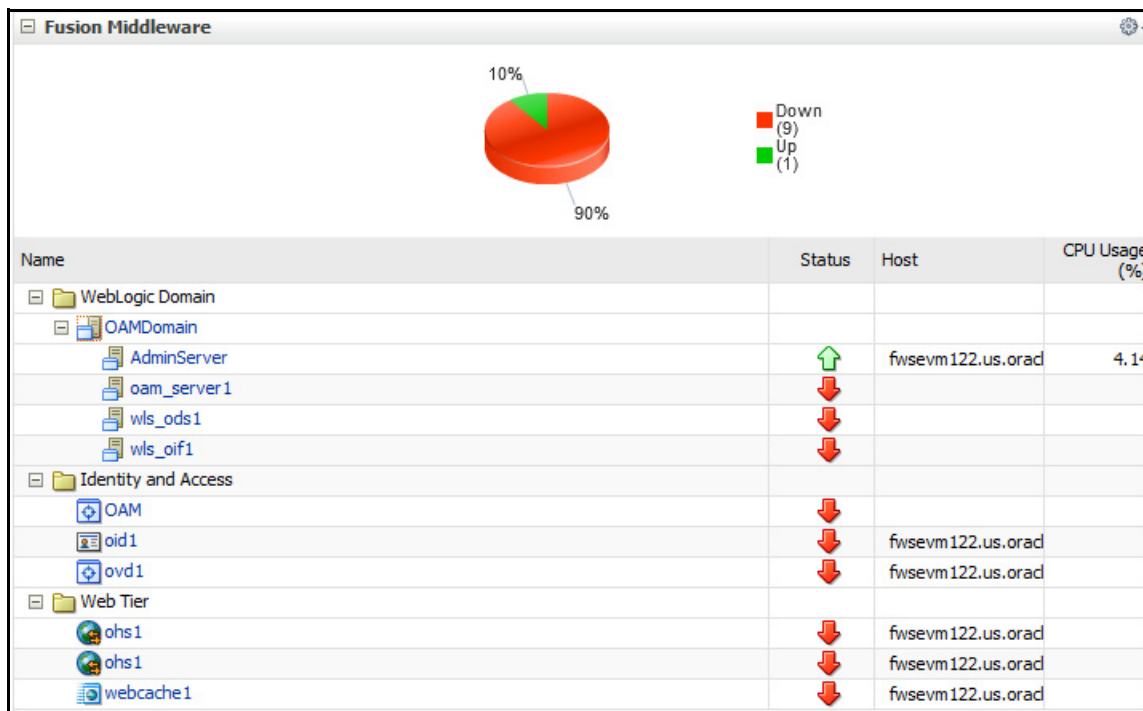 Fusion Middleware
10%
90%
Down
(9)
Up
(1)
Name Status Host CPU Usage (%)
WebLogic Domain
OAMDomain
AdminServer fwsevm122.us.oracl 4.14
oam_server1
wls_ods1
wls_oif1
Identity and Access
OAM
oid1 fwsevm122.us.oracl
ovd1 fwsevm122.us.oracl
Web Tier
ohs1 fwsevm122.us.oracl
ohs1 fwsevm122.us.oracl
webcache1 fwsevm122.us.oracl